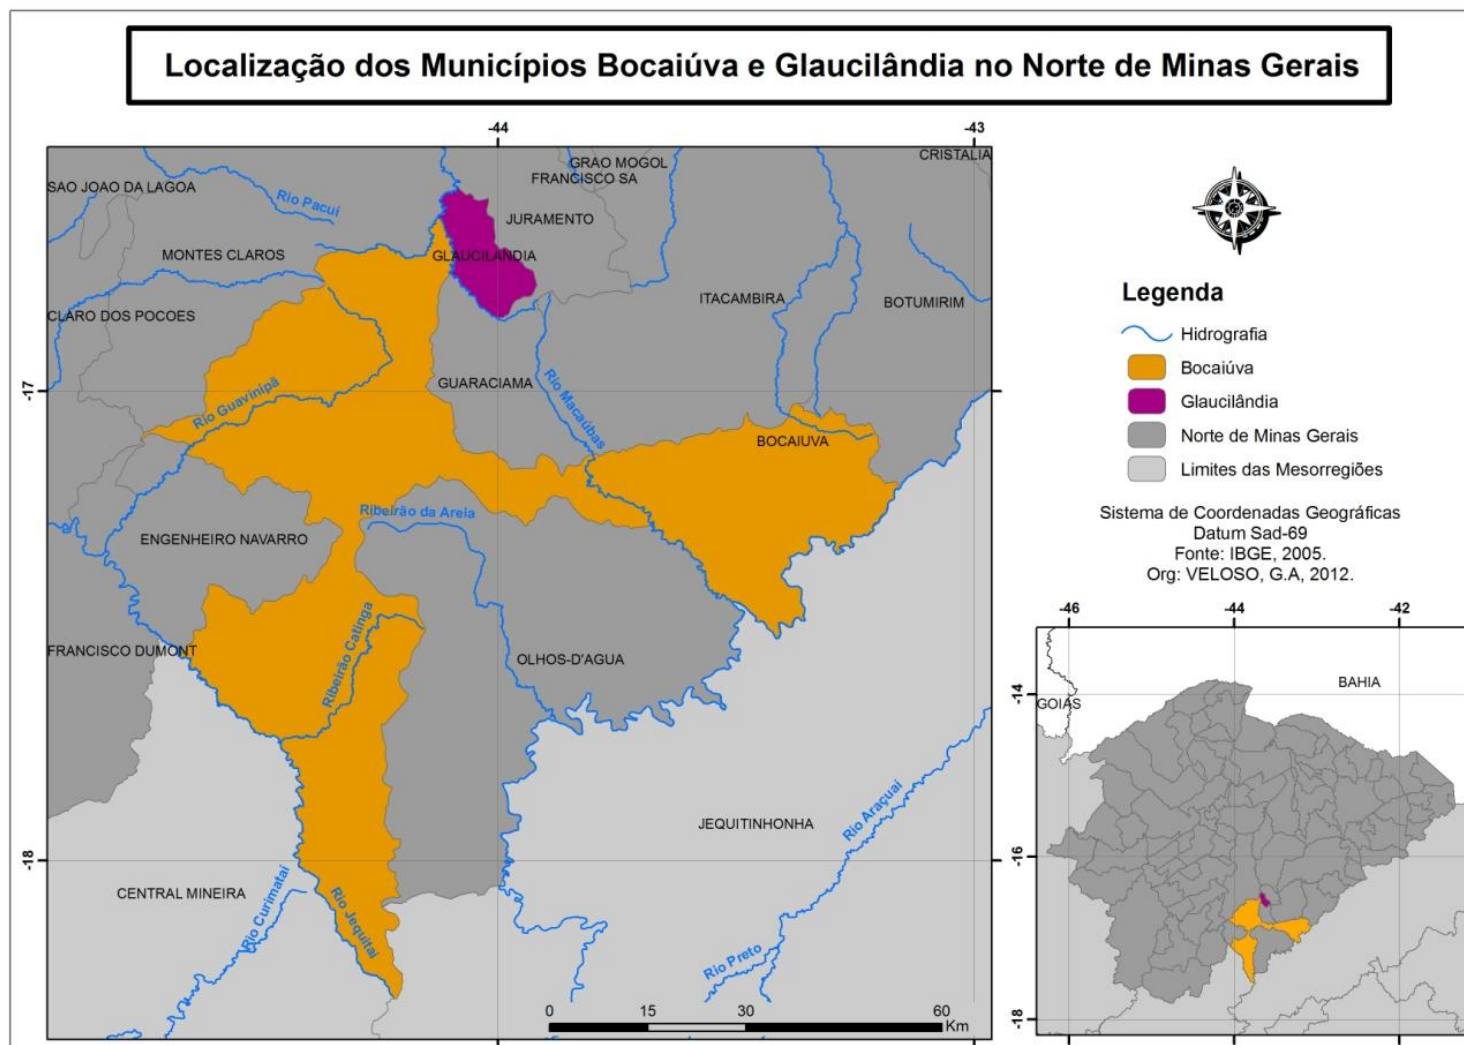 Localização dos Municípios Bocaiúva e Glaucilândia no Norte de Minas Gerais
-44
-43
CRISTALIA
GRAO MOGOL
FRANCISCO SA
SAO JOAO DA LAGOA
Rio Pacuí
JURAMENTO
MONTES CLAROS
GLAUCILANDIA
ITACAMBIRA
BOTUMIRIM
CLARO DOS POCOES
-17
GUARACIAMA
Rio Guavinipã
Rio Macaúbas
BOCAIUVA
Ribeirão da Areia
ENGENHEIRO NAVARRO
Ribeirão Catinga
FRANCISCO DUMONT
OLHOS-D'AGUA
JEQUITINHONHA
Rio Araçuaí
-18
CENTRAL MINEIRA
Rio Curimataí
Rio Jequitaí
Rio Preto
0
15
30
60
Km
Legenda
Hidrografia
Bocaiúva
Glaucilândia
Norte de Minas Gerais
Limites das Mesorregiões
Sistema de Coordenadas Geográficas
Datum Sad-69
Fonte: IBGE, 2005.
Org: VELOSO, G.A, 2012.
-46
-44
-42
BAHIA
-14
GOIAS
-16
-18